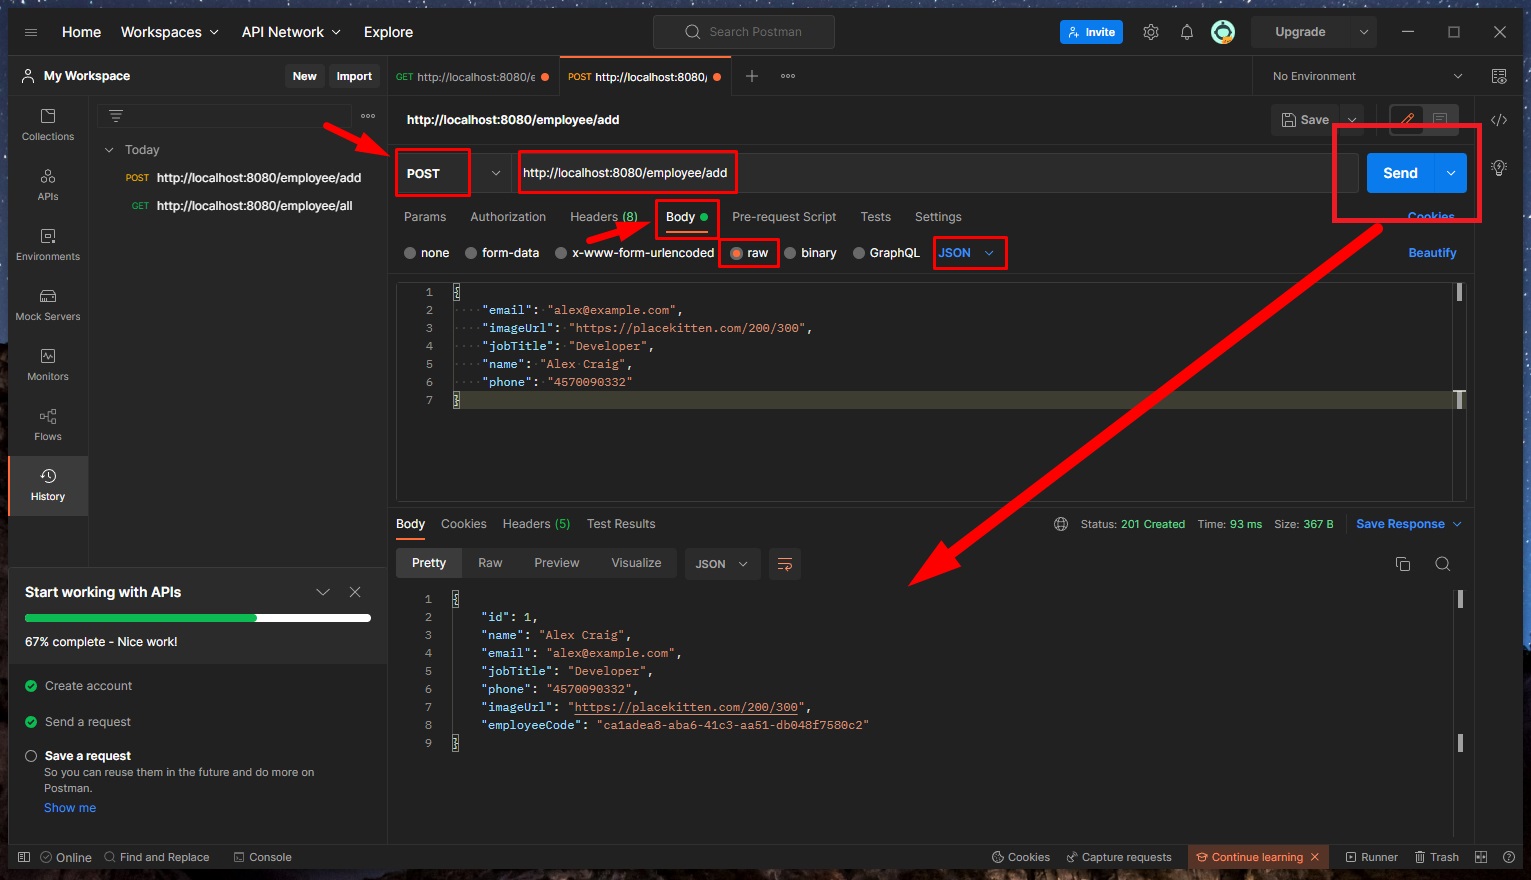 Home Workspaces API Network Explore Search Postman Invite Upgrade
My Workspace New Import GET http://localhost:8080/e POST http://localhost:8080/ No Environment
http://localhost:8080/employee/add Save
Collections
APIs
Environments
Mock Servers
Monitors
Flows
History
Today
POST http://localhost:8080/employee/add
GET http://localhost:8080/employee/all
POST http://localhost:8080/employee/add Send
Params Authorization Headers (8) Body Pre-request Script Tests Settings Cookies
none form-data x-www-form-urlencoded raw binary GraphQL JSON Beautify
1 {
2 "email": "alex@example.com",
3 "imageUrl": "https://placekitten.com/200/300",
4 "jobTitle": "Developer",
5 "name": "Alex Craig",
6 "phone": "4570090332"
7 }
Body Cookies Headers (5) Test Results Status: 201 Created Time: 93 ms Size: 367 B Save Response
Pretty Raw Preview Visualize JSON
1 {
2 "id": 1,
3 "name": "Alex Craig",
4 "email": "alex@example.com",
5 "jobTitle": "Developer",
6 "phone": "4570090332",
7 "imageUrl": "https://placekitten.com/200/300",
8 "employeeCode": "ca1adea8-aba6-41c3-aa51-db048f7580c2"
9 }
Start working with APIs
67% complete - Nice work!
Create account
Send a request
Save a request
So you can reuse them in the future and do more on
Postman.
Show me
Online Find and Replace Console Cookies Capture requests Continue learning Runner Trash